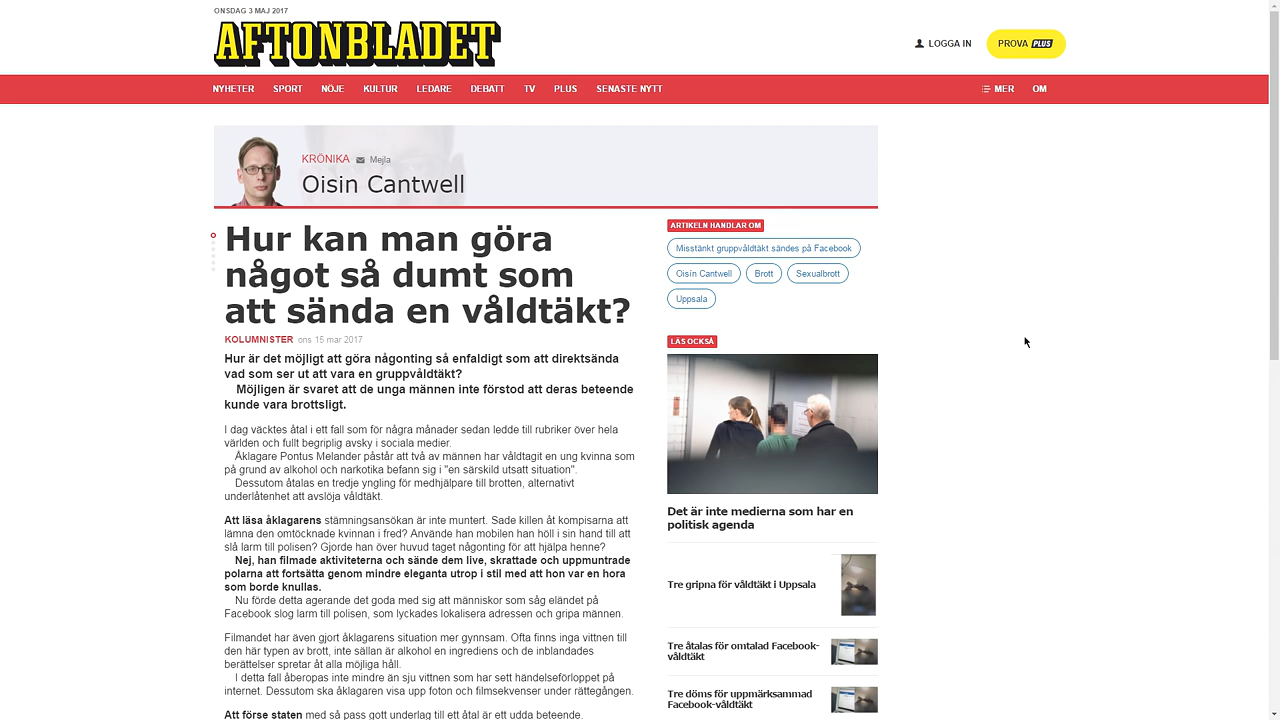 ONSDAG 3 MAJ 2017
AFTONBLADET
LOGGA IN
PROVA PLUS
NYHETER SPORT NÖJE KULTUR LEDARE DEBATT TV PLUS SENASTE NYTT MER OM
KRÖNIKA Mejla
Oisin Cantwell
Hur kan man göra
något så dumt som
att sända en våldtäkt?
KOLUMNISTER ons 15 mar 2017
Hur är det möjligt att göra någonting så enfaldigt som att direktsända
vad som ser ut att vara en gruppvåldtäkt?
Möjligen är svaret att de unga männen inte förstod att deras beteende
kunde vara brottsligt.
I dag väcktes åtal i ett fall som för några månader sedan ledde till rubriker över hela
världen och fullt begriplig avsky i sociala medier.
Åklagare Pontus Melander påstår att två av männen har våldtagit en ung kvinna som
på grund av alkohol och narkotika befann sig i "en särskild utsatt situation".
Dessutom åtalas en tredje yngling för medhjälpare till brotten, alternativt
underlåtenhet att avslöja våldtäkt.
Att läsa åklagarens stämningsansökan är inte muntert. Sade killen åt kompisarna att
lämna den omtöcknade kvinnan i fred? Använde han mobilen han höll i sin hand till att
slå larm till polisen? Gjorde han över huvud taget någonting för att hjälpa henne?
Nej, han filmade aktiviteterna och sände dem live, skrattade och uppmuntrade
polarna att fortsätta genom mindre eleganta utrop i stil med att hon var en hora
som borde knullas.
Nu förde detta agerande det goda med sig att människor som såg eländet på
Facebook slog larm till polisen, som lyckades lokalisera adressen och gripa männen.
Filmandet har även gjort åklagarens situation mer gynnsam. Ofta finns inga vittnen till
den här typen av brott, inte sällan är alkohol en ingrediens och de inblandades
berättelser spretar åt alla möjliga håll.
I detta fall åberopas inte mindre än sju vittnen som har sett händelseförloppet på
internet. Dessutom ska åklagaren visa upp foton och filmsekvenser under rättegången.
Att förse staten med så pass gott underlag till ett åtal är ett udda beteende.
ARTIKELN HANDLAR OM
Misstänkt gruppvåldtäkt sändes på Facebook
Oisin Cantwell Brott Sexualbrott
Uppsala
LÄS OCKSÅ
Det är inte medierna som har en
politisk agenda
Tre gripna för våldtäkt i Uppsala
Tre åtalas för omtalad Facebook-
våldtäkt
Tre döms för uppmärksammad
Facebook-våldtäkt